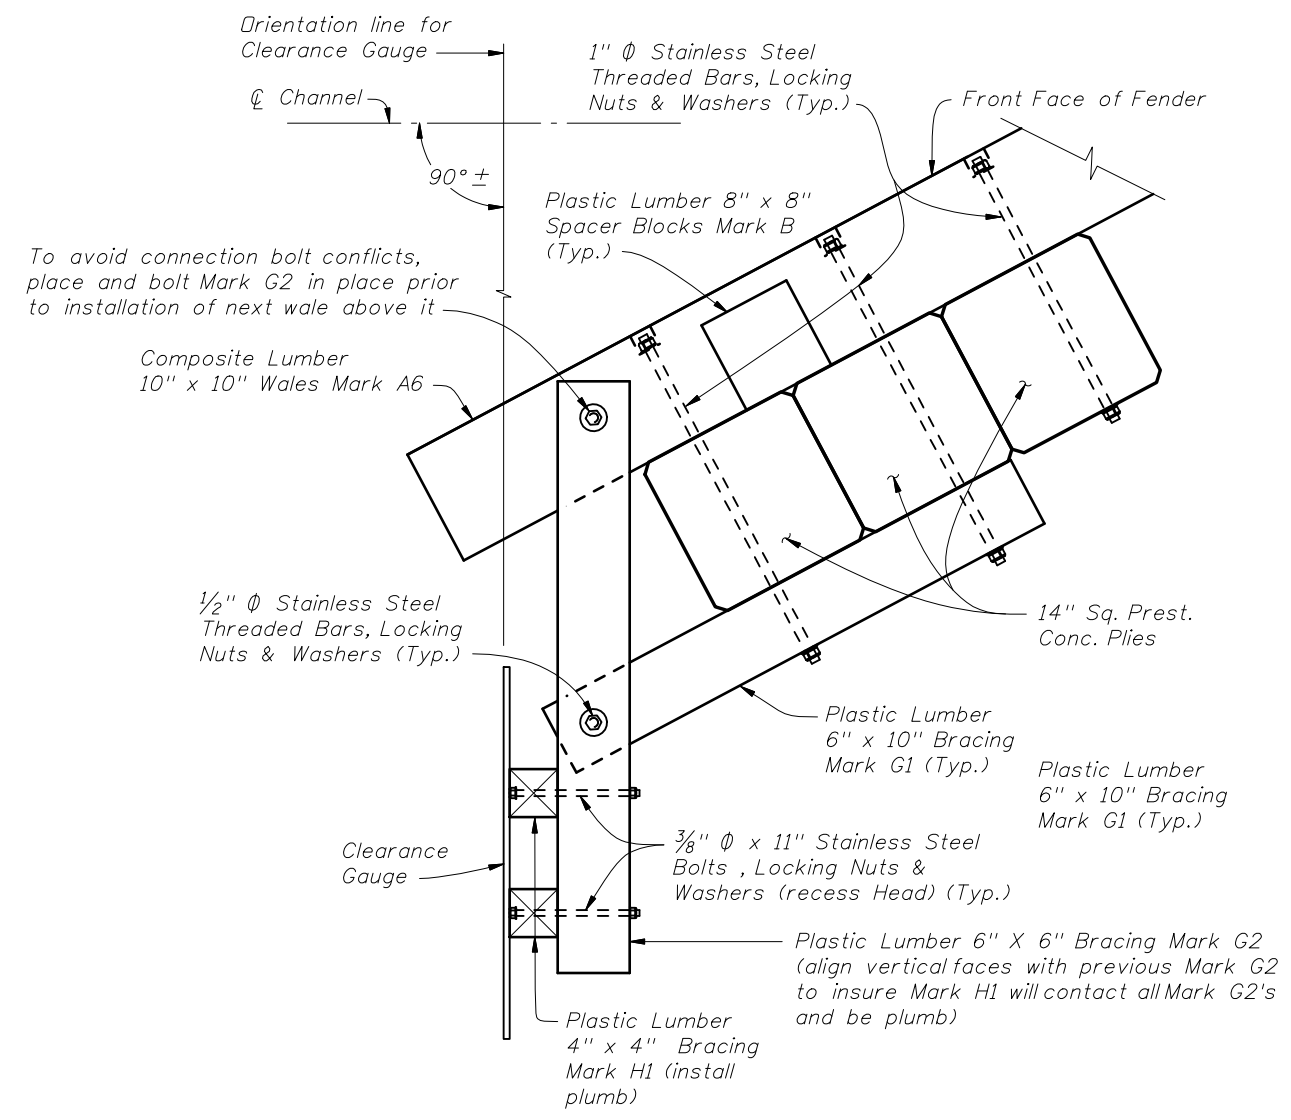 Orientation line for
Clearance Gauge
℄ Channel
90° ±
1" Φ Stainless Steel
Threaded Bars, Locking
Nuts & Washers (Typ.)
Front Face of Fender
Plastic Lumber 8" x 8"
Spacer Blocks Mark B
(Typ.)
To avoid connection bolt conflicts,
place and bolt Mark G2 in place prior
to installation of next wale above it
Composite Lumber
10" x 10" Wales Mark A6
1/2" Φ Stainless Steel
Threaded Bars, Locking
Nuts & Washers (Typ.)
14" Sq. Prest.
Conc. Plies
Plastic Lumber
6" x 10" Bracing
Mark G1 (Typ.)
Plastic Lumber
6" x 10" Bracing
Mark G1 (Typ.)
Clearance
Gauge
3/8" Φ x 11" Stainless Steel
Bolts , Locking Nuts &
Washers (recess Head) (Typ.)
Plastic Lumber 6" X 6" Bracing Mark G2
(align vertical faces with previous Mark G2
to insure Mark H1 will contact all Mark G2's
and be plumb)
Plastic Lumber
4" x 4" Bracing
Mark H1 (install
plumb)